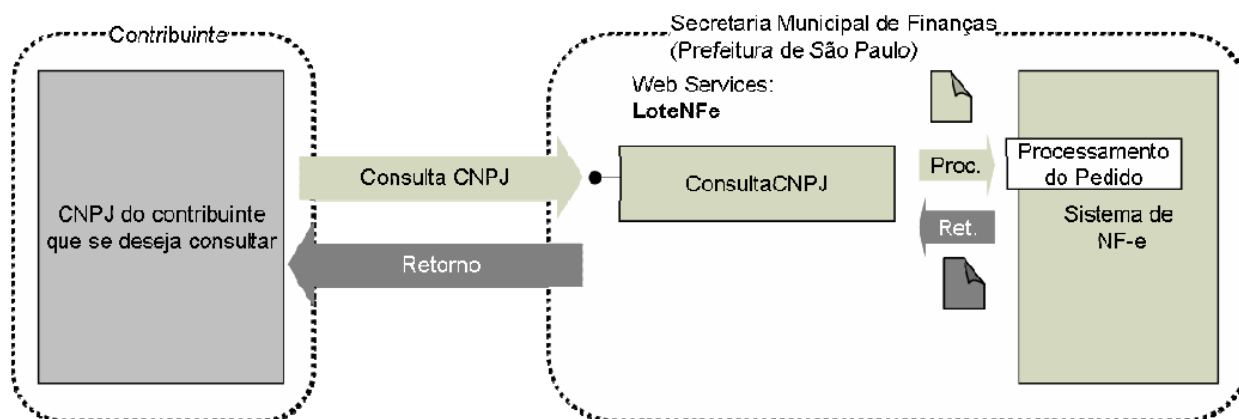 Contribuinte
CNPJ do contribuinte
que se deseja consultar
Consulta CNPJ
Retorno
Secretaria Municipal de Finanças
(Prefeitura de São Paulo)
Web Services:
LoteNFe
ConsultaCNPJ
Proc.
Ret.
Processamento
do Pedido
Sistema de
NF-e